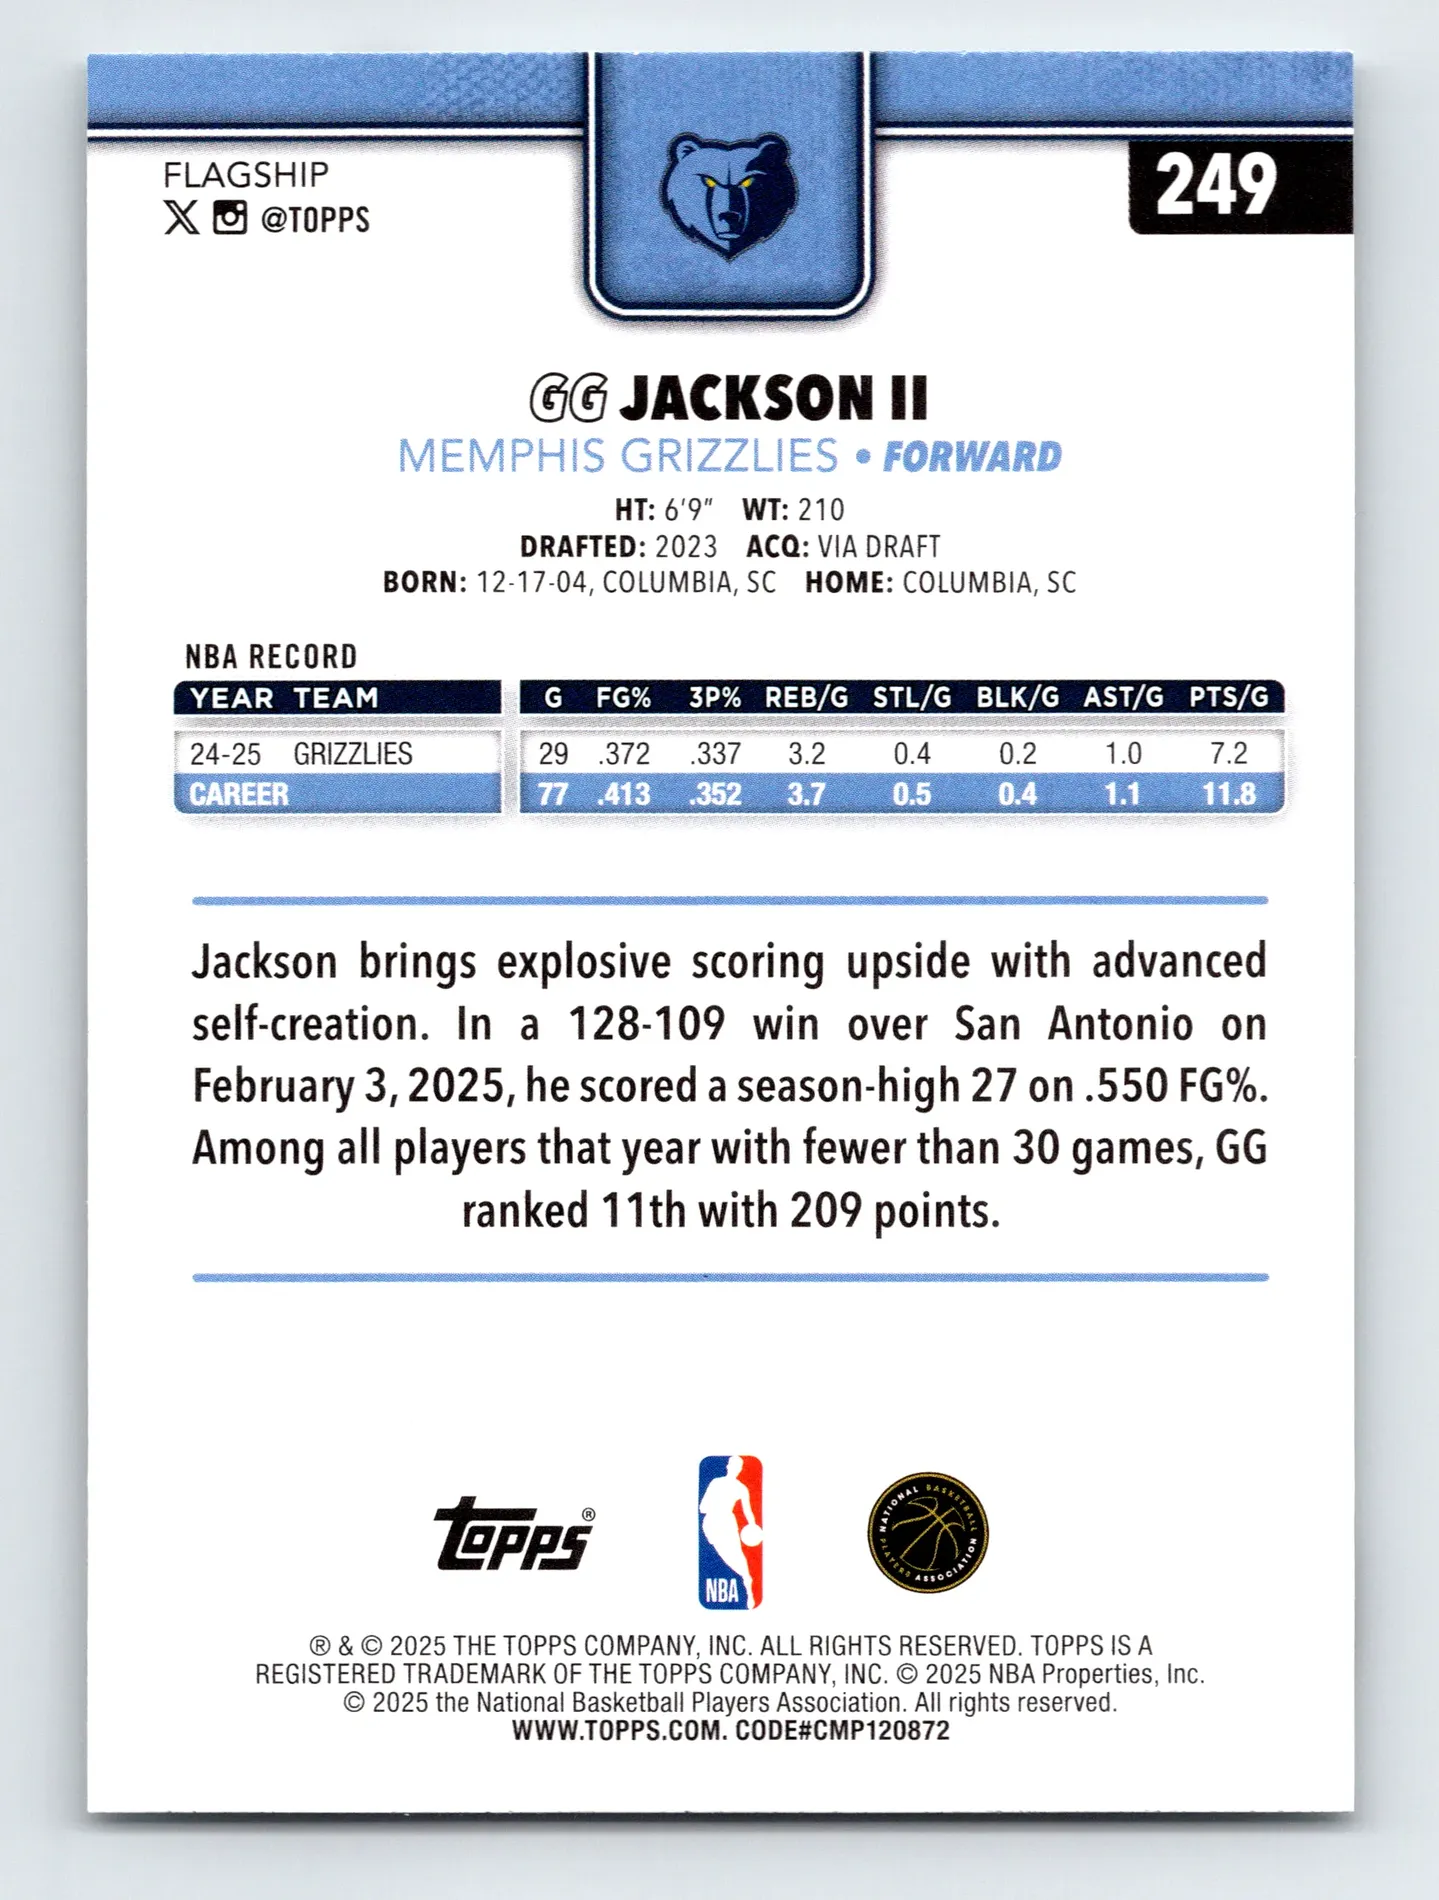 FLAGSHIP
@TOPPS
249
GG JACKSON II
MEMPHIS GRIZZLIES • FORWARD
HT: 6'9" WT: 210
DRAFTED: 2023 ACQ: VIA DRAFT
BORN: 12-17-04, COLUMBIA, SC HOME: COLUMBIA, SC
NBA RECORD
YEAR TEAM G FG% 3P% REB/G STL/G BLK/G AST/G PTS/G
24-25 GRIZZLIES 29 .372 .337 3.2 0.4 0.2 1.0 7.2
CAREER 77 .413 .352 3.7 0.5 0.4 1.1 11.8
Jackson brings explosive scoring upside with advanced
self-creation. In a 128-109 win over San Antonio on
February 3, 2025, he scored a season-high 27 on .550 FG%.
Among all players that year with fewer than 30 games, GG
ranked 11th with 209 points.
topps®
NBA
NATIONAL BASKETBALL PLAYERS ASSOCIATION
® & © 2025 THE TOPPS COMPANY, INC. ALL RIGHTS RESERVED. TOPPS IS A
REGISTERED TRADEMARK OF THE TOPPS COMPANY, INC. © 2025 NBA Properties, Inc.
© 2025 the National Basketball Players Association. All rights reserved.
WWW.TOPPS.COM. CODE#CMP120872